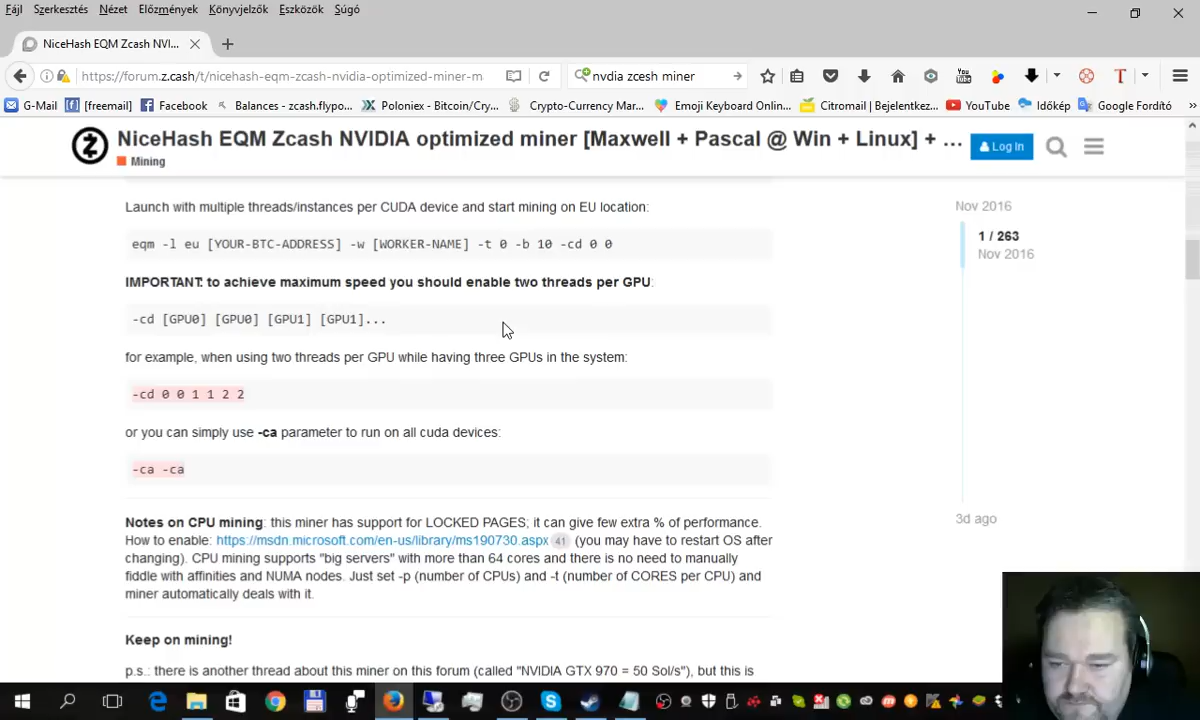 Fájl Szerkesztés Nézet Előzmények Könyvjelzők Eszközök Súgó
NiceHash EQM Zcash NVI...
https://forum.z.cash/t/nicehash-eqm-zcash-nvidia-optimized-miner-m
nvdia zcesh miner
G-Mail [freemail] Facebook Balances - zcash.flypo... Poloniex - Bitcoin/Cry... Crypto-Currency Mar... Emoji Keyboard Onlin... Citromail | Bejelentkez... YouTube Időkép Google Fordító
NiceHash EQM Zcash NVIDIA optimized miner [Maxwell + Pascal @ Win + Linux] + ...
Log In
Mining
Launch with multiple threads/instances per CUDA device and start mining on EU location:
eqm -l eu [YOUR-BTC-ADDRESS] -w [WORKER-NAME] -t 0 -b 10 -cd 0 0
IMPORTANT: to achieve maximum speed you should enable two threads per GPU:
-cd [GPU0] [GPU0] [GPU1] [GPU1]...
for example, when using two threads per GPU while having three GPUs in the system:
-cd 0 0 1 1 2 2
or you can simply use -ca parameter to run on all cuda devices:
-ca -ca
Notes on CPU mining. this miner has support for LOCKED PAGES; it can give few extra % of performance.
How to enable: https://msdn.microsoft.com/en-us/library/ms190730.aspx 41 (you may have to restart OS after
changing). CPU mining supports "big servers" with more than 64 cores and there is no need to manually
fiddle with affinities and NUMA nodes. Just set -p (number of CPUs) and -t (number of CORES per CPU) and
miner automatically deals with it.
Keep on mining!
p.s.: there is another thread about this miner on this forum (called "NVIDIA GTX 970 = 50 Sol/s"), but this is
Nov 2016
1 / 263
Nov 2016
3d ago